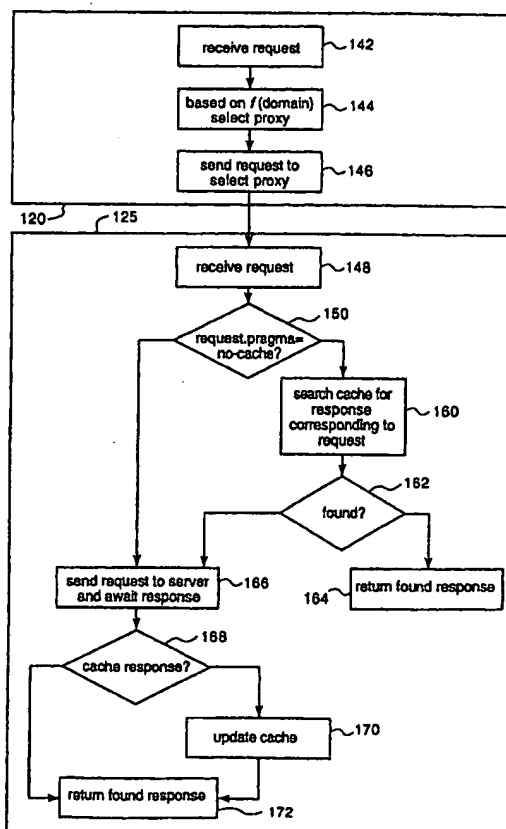 receive request
142
based on f (domain)
select proxy
144
send request to
select proxy
146
120
125
receive request
148
150
request.pragma=
no-cache?
search cache for
response
corresponding to
request
160
162
found?
send request to server
and await response
166
164
return found response
168
cache response?
update cache
170
return found response
172